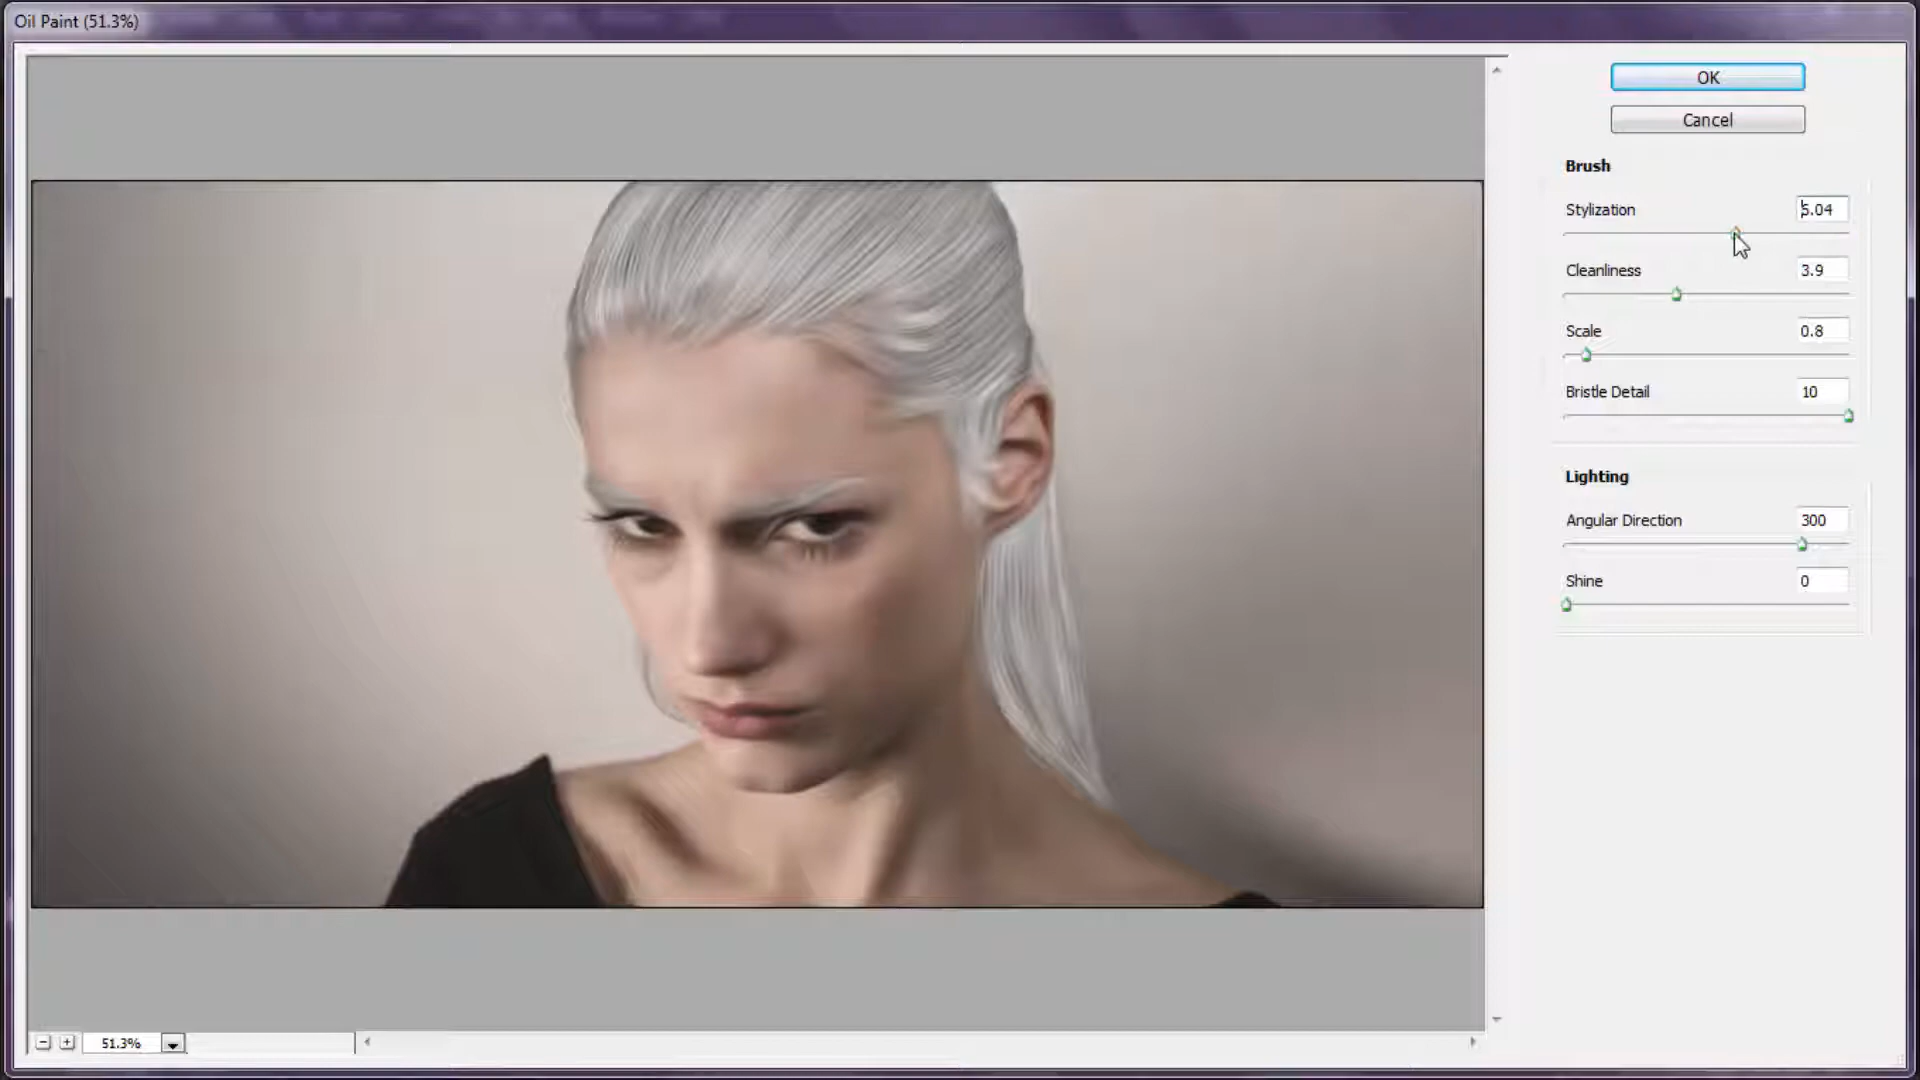 Oil Paint (51.3%)
OK
Cancel
Brush
Stylization 5.04
Cleanliness 3.9
Scale 0.8
Bristle Detail 10
Lighting
Angular Direction 300
Shine 0
51.3%